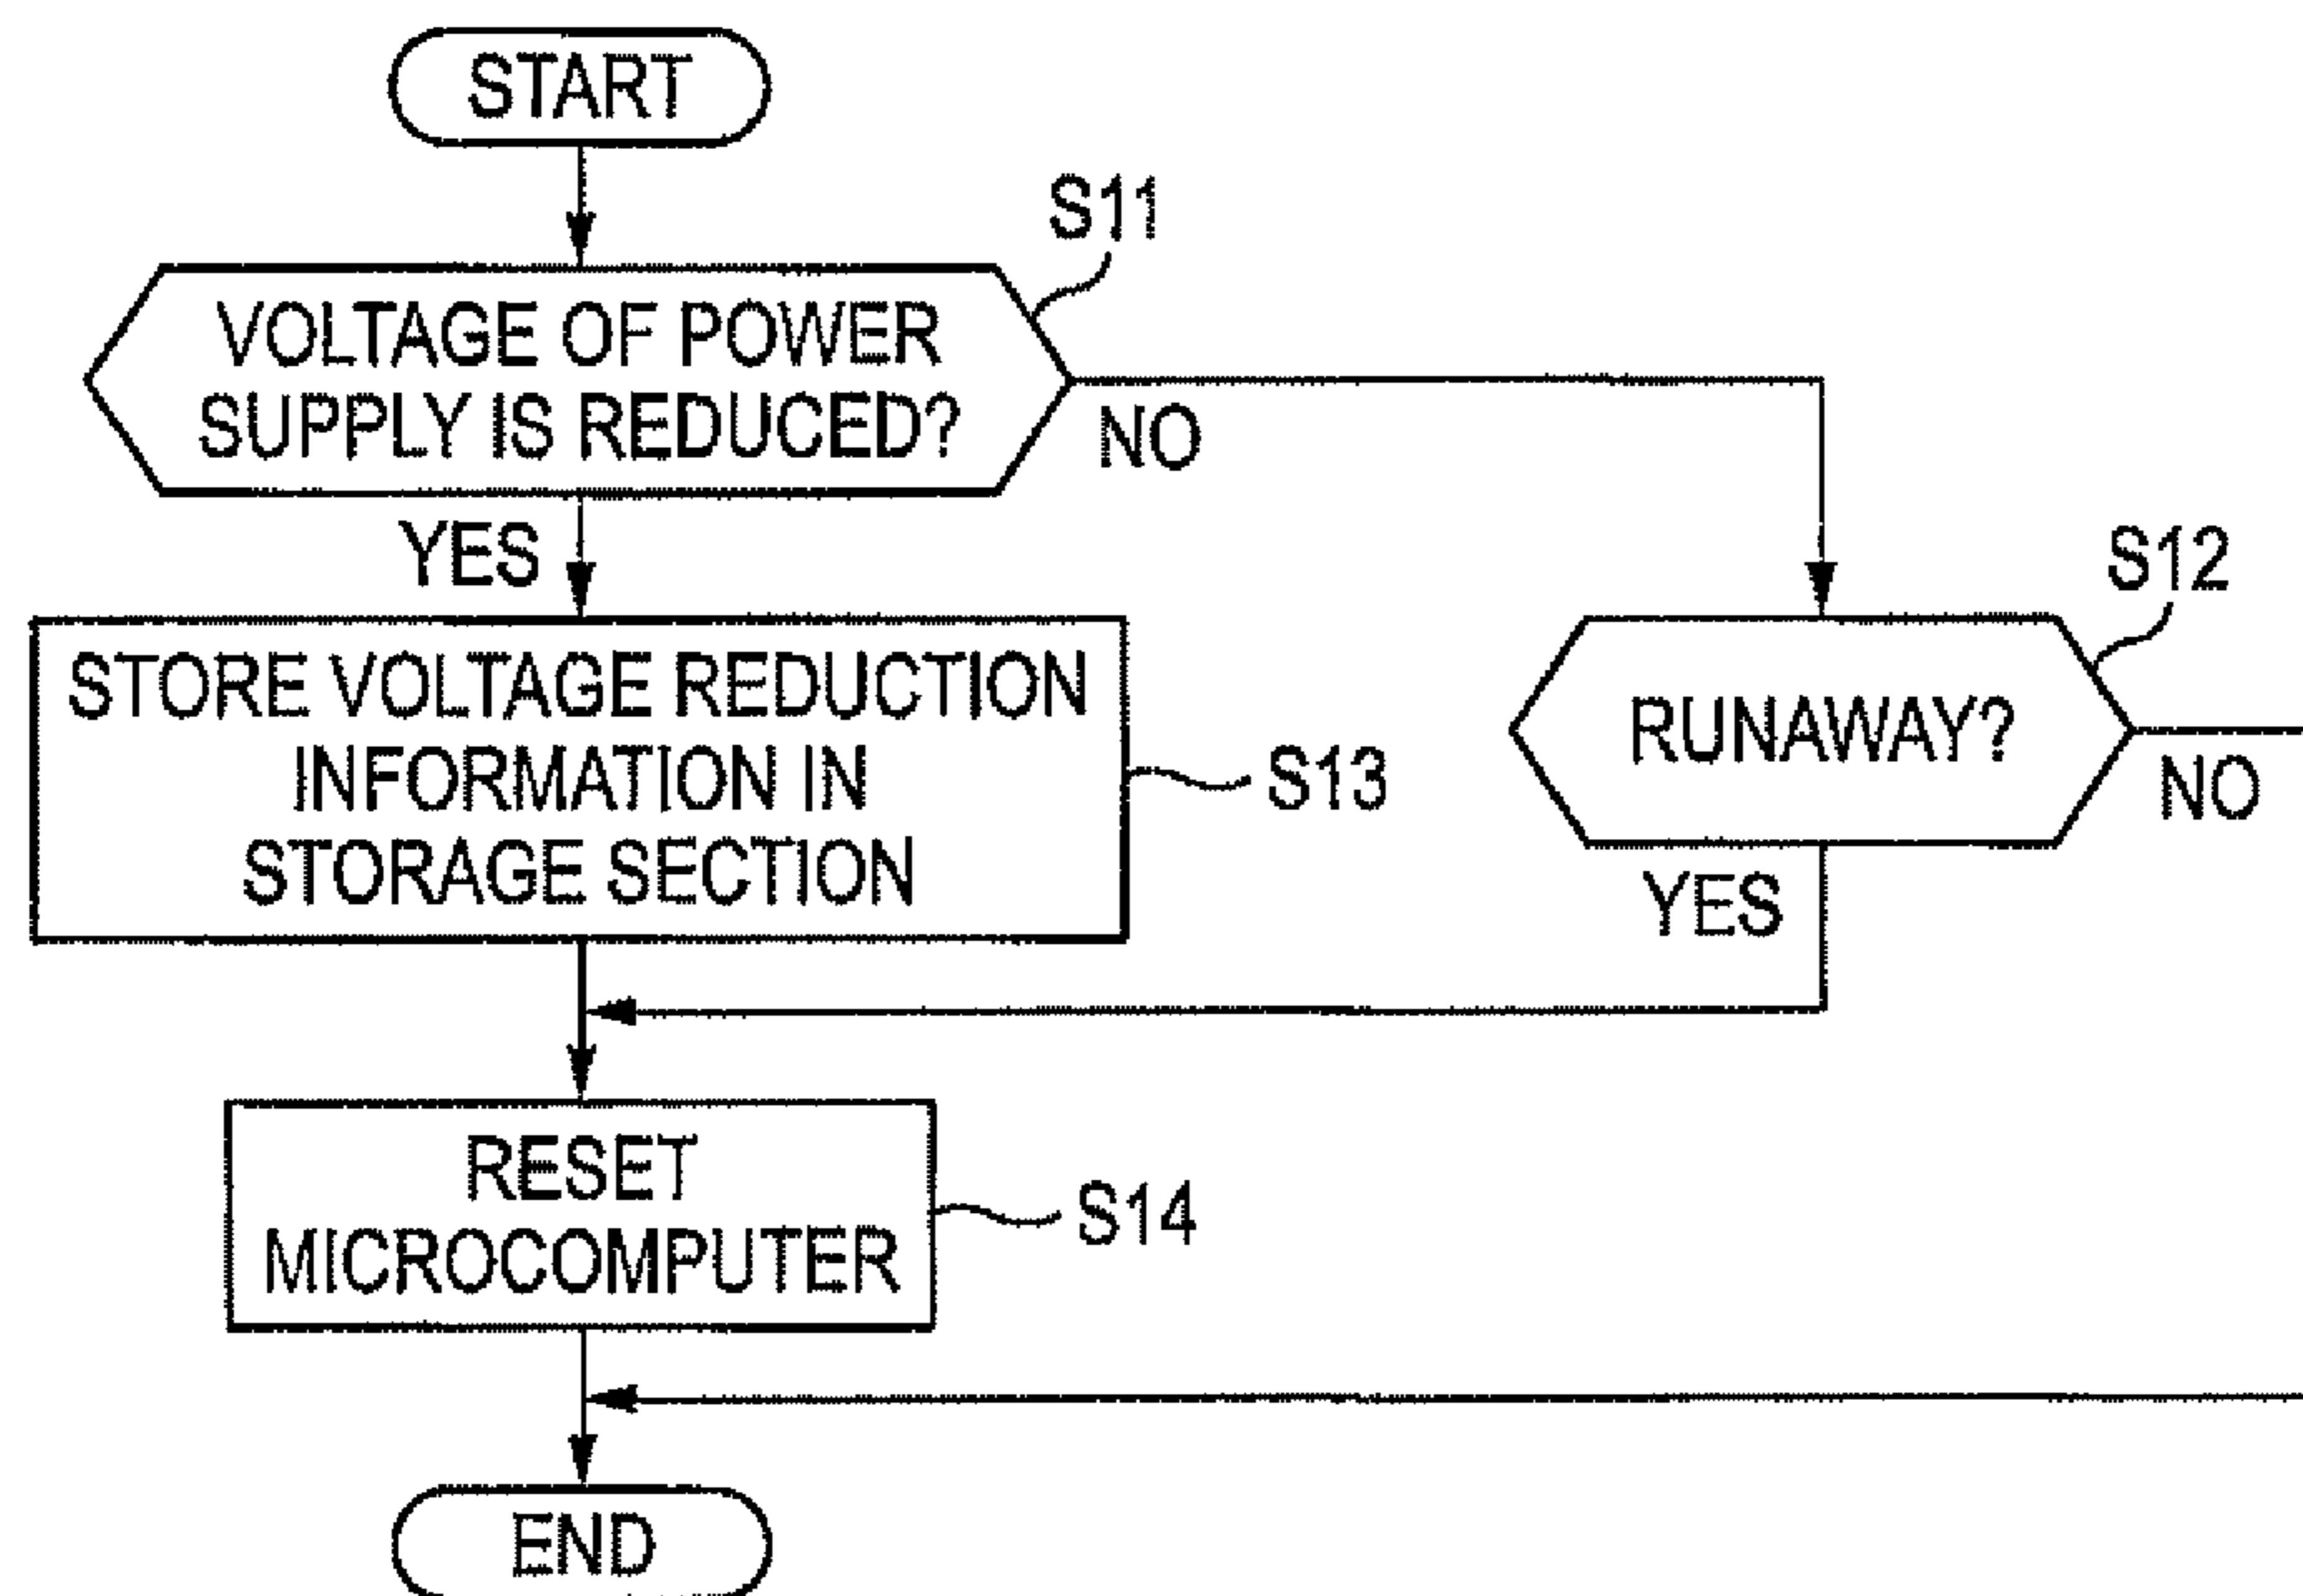 START
S11
VOLTAGE OF POWER
SUPPLY IS REDUCED?
NO
YES
S12
RUNAWAY?
NO
YES
STORE VOLTAGE REDUCTION
INFORMATION IN
STORAGE SECTION
S13
RESET
MICROCOMPUTER
S14
END